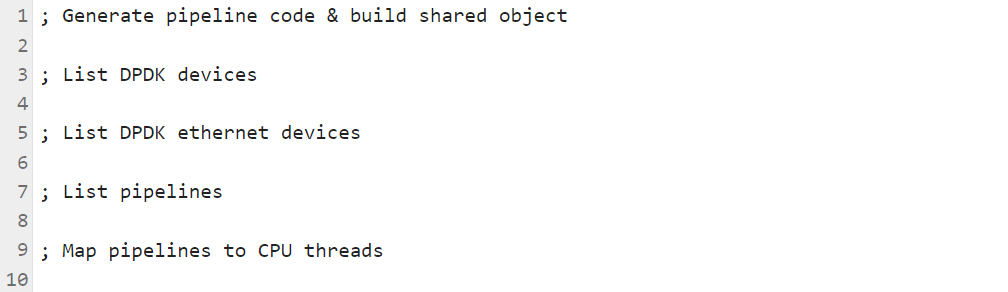 1 ; Generate pipeline code & build shared object
2
3 ; List DPDK devices
4
5 ; List DPDK ethernet devices
6
7 ; List pipelines
8
9 ; Map pipelines to CPU threads
10